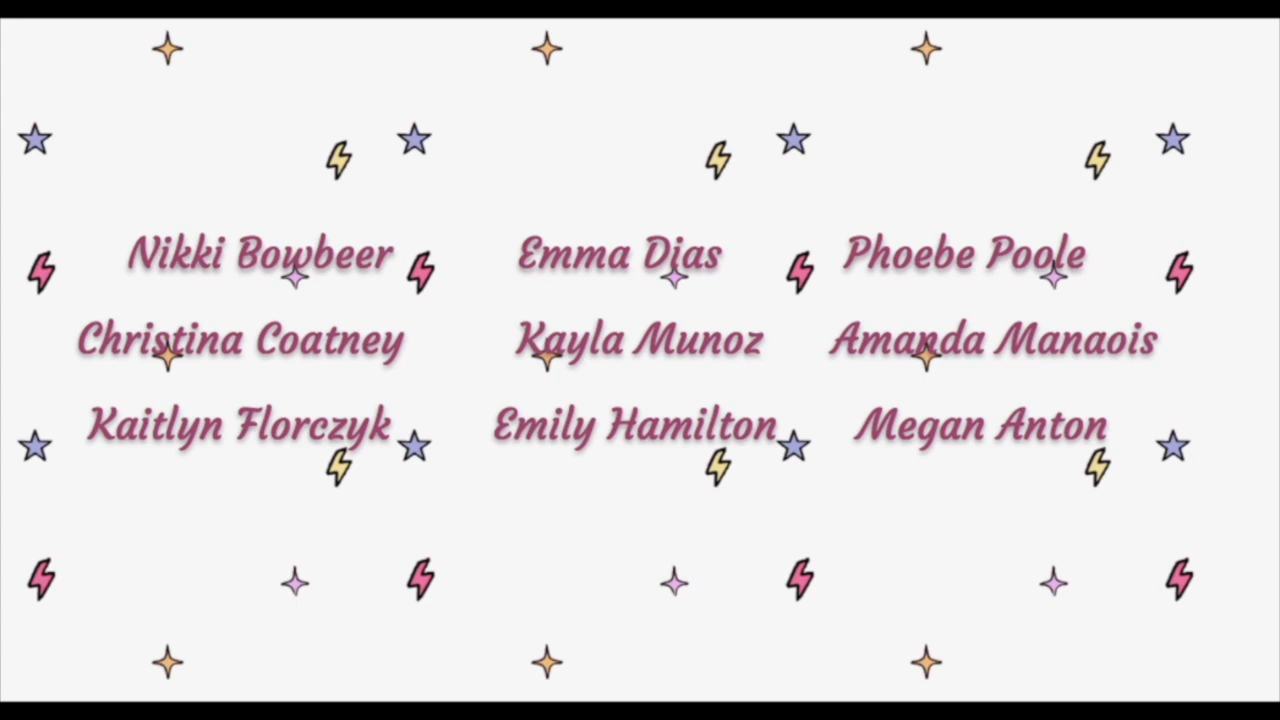 Nikki Bowbeer Emma Dias Phoebe Poole
Christina Coatney Kayla Munoz Amanda Manaois
Kaitlyn Florczyk Emily Hamilton Megan Anton